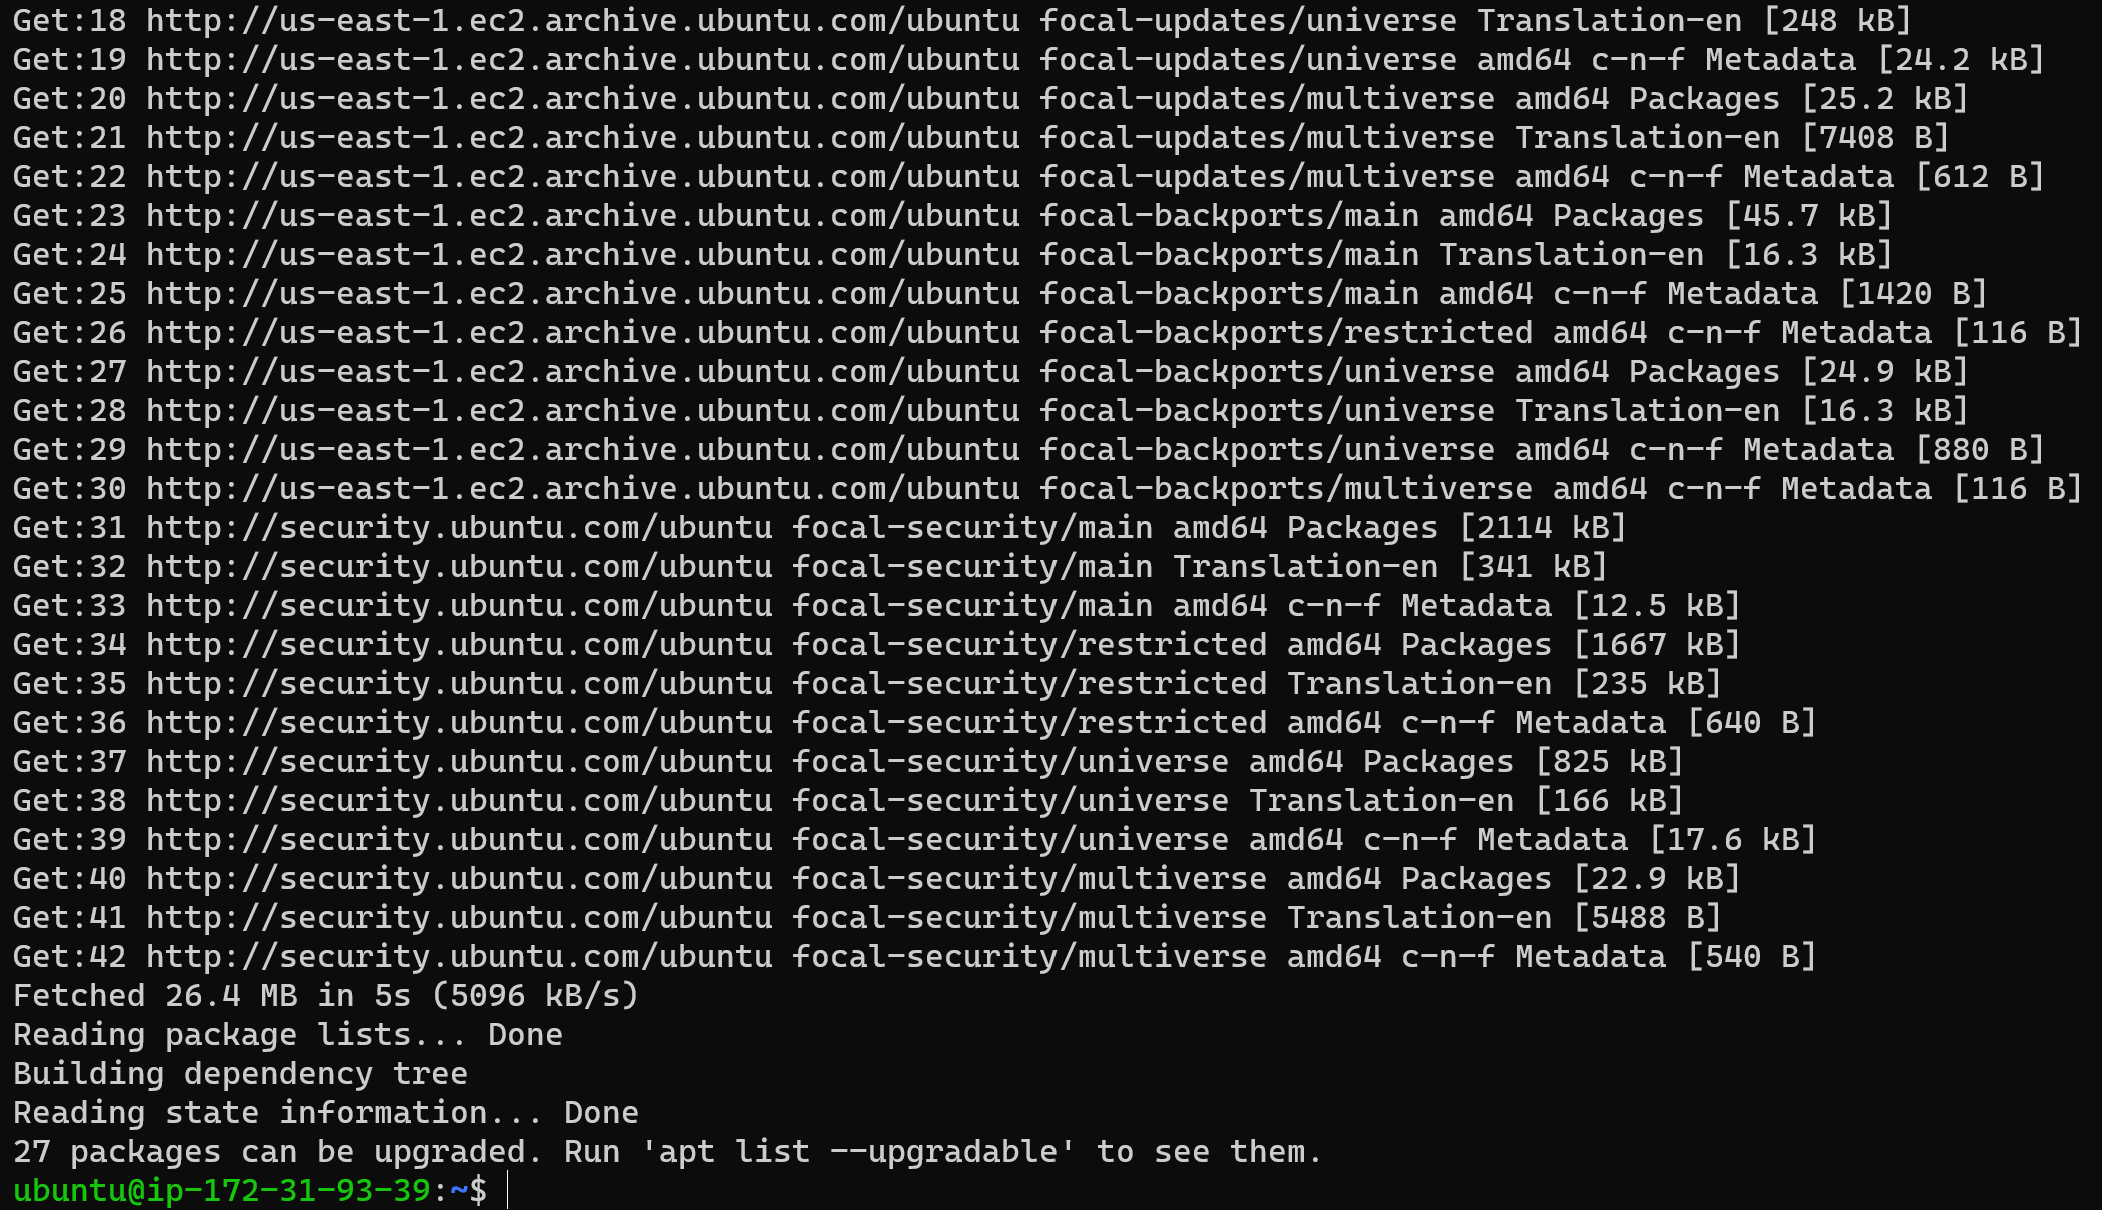 Get:18 http://us-east-1.ec2.archive.ubuntu.com/ubuntu focal-updates/universe Translation-en [248 kB]
Get:19 http://us-east-1.ec2.archive.ubuntu.com/ubuntu focal-updates/universe amd64 c-n-f Metadata [24.2 kB]
Get:20 http://us-east-1.ec2.archive.ubuntu.com/ubuntu focal-updates/multiverse amd64 Packages [25.2 kB]
Get:21 http://us-east-1.ec2.archive.ubuntu.com/ubuntu focal-updates/multiverse Translation-en [7408 B]
Get:22 http://us-east-1.ec2.archive.ubuntu.com/ubuntu focal-updates/multiverse amd64 c-n-f Metadata [612 B]
Get:23 http://us-east-1.ec2.archive.ubuntu.com/ubuntu focal-backports/main amd64 Packages [45.7 kB]
Get:24 http://us-east-1.ec2.archive.ubuntu.com/ubuntu focal-backports/main Translation-en [16.3 kB]
Get:25 http://us-east-1.ec2.archive.ubuntu.com/ubuntu focal-backports/main amd64 c-n-f Metadata [1420 B]
Get:26 http://us-east-1.ec2.archive.ubuntu.com/ubuntu focal-backports/restricted amd64 c-n-f Metadata [116 B]
Get:27 http://us-east-1.ec2.archive.ubuntu.com/ubuntu focal-backports/universe amd64 Packages [24.9 kB]
Get:28 http://us-east-1.ec2.archive.ubuntu.com/ubuntu focal-backports/universe Translation-en [16.3 kB]
Get:29 http://us-east-1.ec2.archive.ubuntu.com/ubuntu focal-backports/universe amd64 c-n-f Metadata [880 B]
Get:30 http://us-east-1.ec2.archive.ubuntu.com/ubuntu focal-backports/multiverse amd64 c-n-f Metadata [116 B]
Get:31 http://security.ubuntu.com/ubuntu focal-security/main amd64 Packages [2114 kB]
Get:32 http://security.ubuntu.com/ubuntu focal-security/main Translation-en [341 kB]
Get:33 http://security.ubuntu.com/ubuntu focal-security/main amd64 c-n-f Metadata [12.5 kB]
Get:34 http://security.ubuntu.com/ubuntu focal-security/restricted amd64 Packages [1667 kB]
Get:35 http://security.ubuntu.com/ubuntu focal-security/restricted Translation-en [235 kB]
Get:36 http://security.ubuntu.com/ubuntu focal-security/restricted amd64 c-n-f Metadata [640 B]
Get:37 http://security.ubuntu.com/ubuntu focal-security/universe amd64 Packages [825 kB]
Get:38 http://security.ubuntu.com/ubuntu focal-security/universe Translation-en [166 kB]
Get:39 http://security.ubuntu.com/ubuntu focal-security/universe amd64 c-n-f Metadata [17.6 kB]
Get:40 http://security.ubuntu.com/ubuntu focal-security/multiverse amd64 Packages [22.9 kB]
Get:41 http://security.ubuntu.com/ubuntu focal-security/multiverse Translation-en [5488 B]
Get:42 http://security.ubuntu.com/ubuntu focal-security/multiverse amd64 c-n-f Metadata [540 B]
Fetched 26.4 MB in 5s (5096 kB/s)
Reading package lists... Done
Building dependency tree
Reading state information... Done
27 packages can be upgraded. Run 'apt list --upgradable' to see them.
ubuntu@ip-172-31-93-39:~$